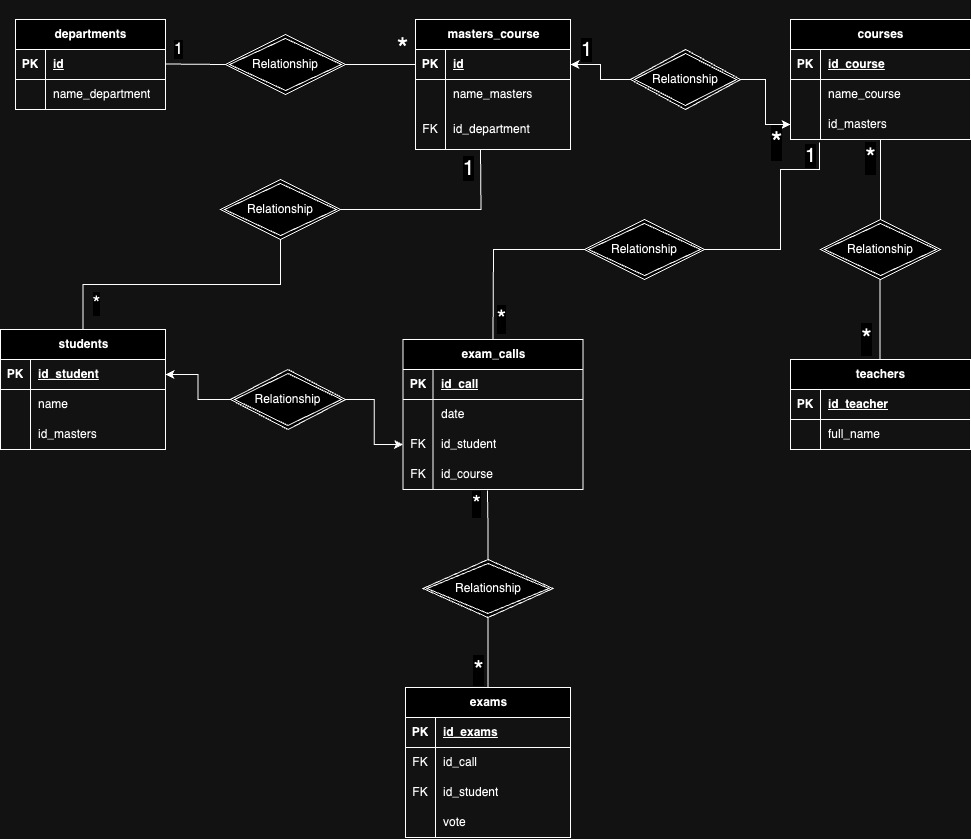 departments
PK id
name_department
1
Relationship
*
masters_course
PK id
name_masters
FK id_department
1
Relationship
*
courses
PK id_course
name_course
id_masters
1
Relationship
*
1
Relationship
*
*
Relationship
*
students
PK id_student
name
id_masters
Relationship
exam_calls
PK id_call
date
FK id_student
FK id_course
teachers
PK id_teacher
full_name
*
Relationship
*
exams
PK id_exams
FK id_call
FK id_student
vote